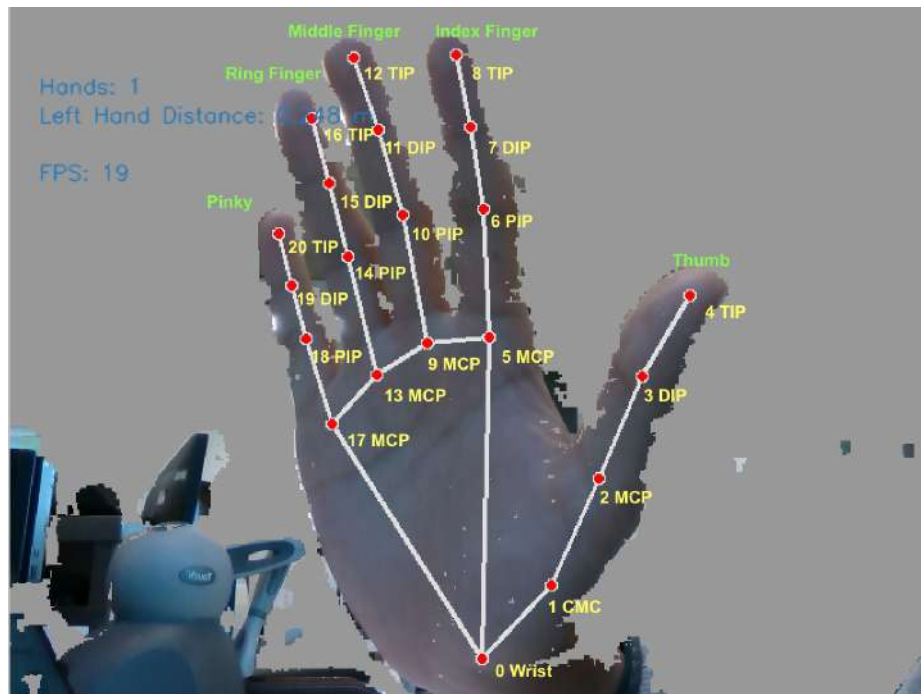 Middle Finger
Index Finger
Ring Finger
12 TIP
8 TIP
Hands: 1
Left Hand Distance:
16 TIP
11 DIP
7 DIP
FPS: 19
15 DIP
Pinky
10 PIP
6 PIP
20 TIP
14 PIP
Thumb
19 DIP
4 TIP
18 PIP
9 MCP
5 MCP
13 MCP
3 DIP
17 MCP
2 MCP
1 CMC
0 Wrist